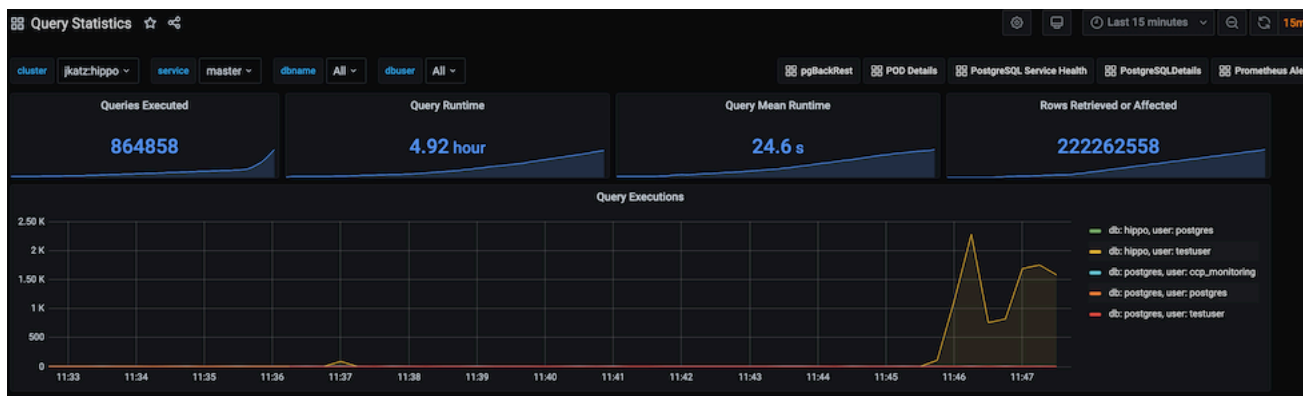 Query Statistics
Last 15 minutes
15m
cluster jkatz:hippo service master dbname All dbuser All
pgBackRest POD Details PostgreSQL Service Health PostgreSQLDetails Prometheus Ale
Queries Executed Query Runtime Query Mean Runtime Rows Retrieved or Affected
864858 4.92 hour 24.6 s 222262558
Query Executions
2.50 K
2 K
1.50 K
1 K
500
0
11:33 11:34 11:35 11:36 11:37 11:38 11:39 11:40 11:41 11:42 11:43 11:44 11:45 11:46 11:47
db: hippo, user: postgres
db: hippo, user: testuser
db: postgres, user: ccp_monitoring
db: postgres, user: postgres
db: postgres, user: testuser